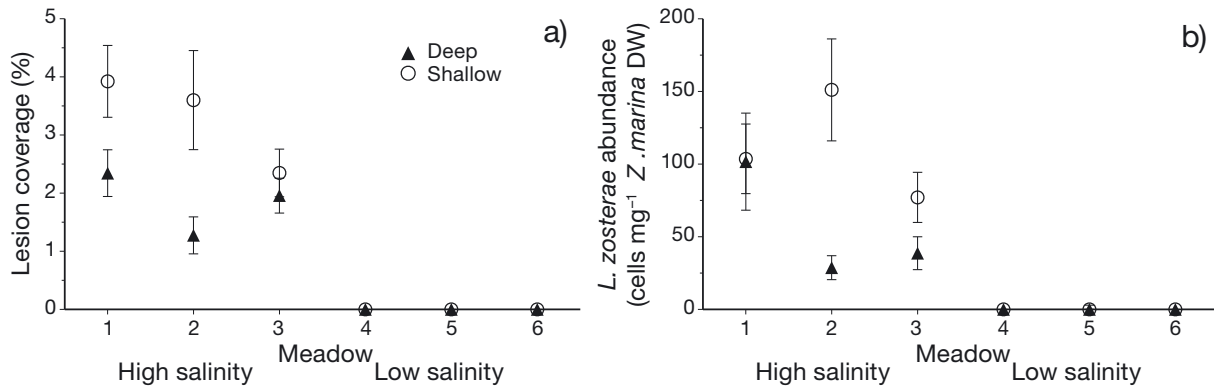 a)
Deep
Shallow
Lesion coverage (%)
5
4
3
2
1
0
1 2 3 4 5 6
Meadow
High salinity Low salinity
b)
L. zosterae abundance
(cells mg⁻¹ Z .marina DW)
200
150
100
50
0
1 2 3 4 5 6
Meadow
High salinity Low salinity